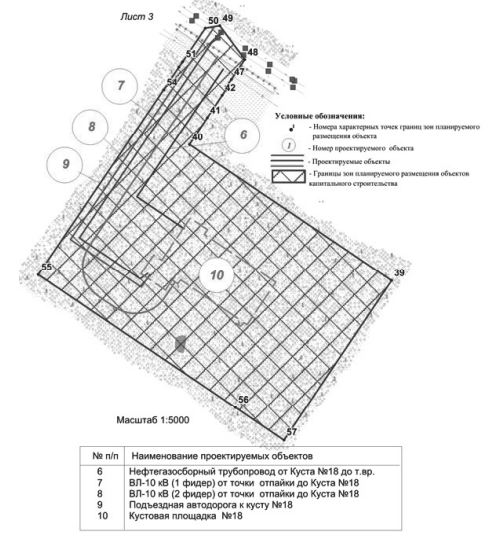 Лист 3
50 49
48
51
47
54
42
7
41
Условные обозначения:
- Номера характерных точек границ зон планируемого
размещения объекта
8
6
1 - Номер проектируемого объекта
40
- Проектируемые объекты
9
- Границы зон планируемого размещения объектов
капитального строительства
55
10
39
56
57
Масштаб 1:5000
№ п/п Наименование проектируемых объектов
6 Нефтегазосборный трубопровод от Куста №18 до т.вр.
7 ВЛ-10 кВ (1 фидер) от точки отпайки до Куста №18
8 ВЛ-10 кВ (2 фидер) от точки отпайки до Куста №18
9 Подъездная автодорога к кусту №18
10 Кустовая площадка №18